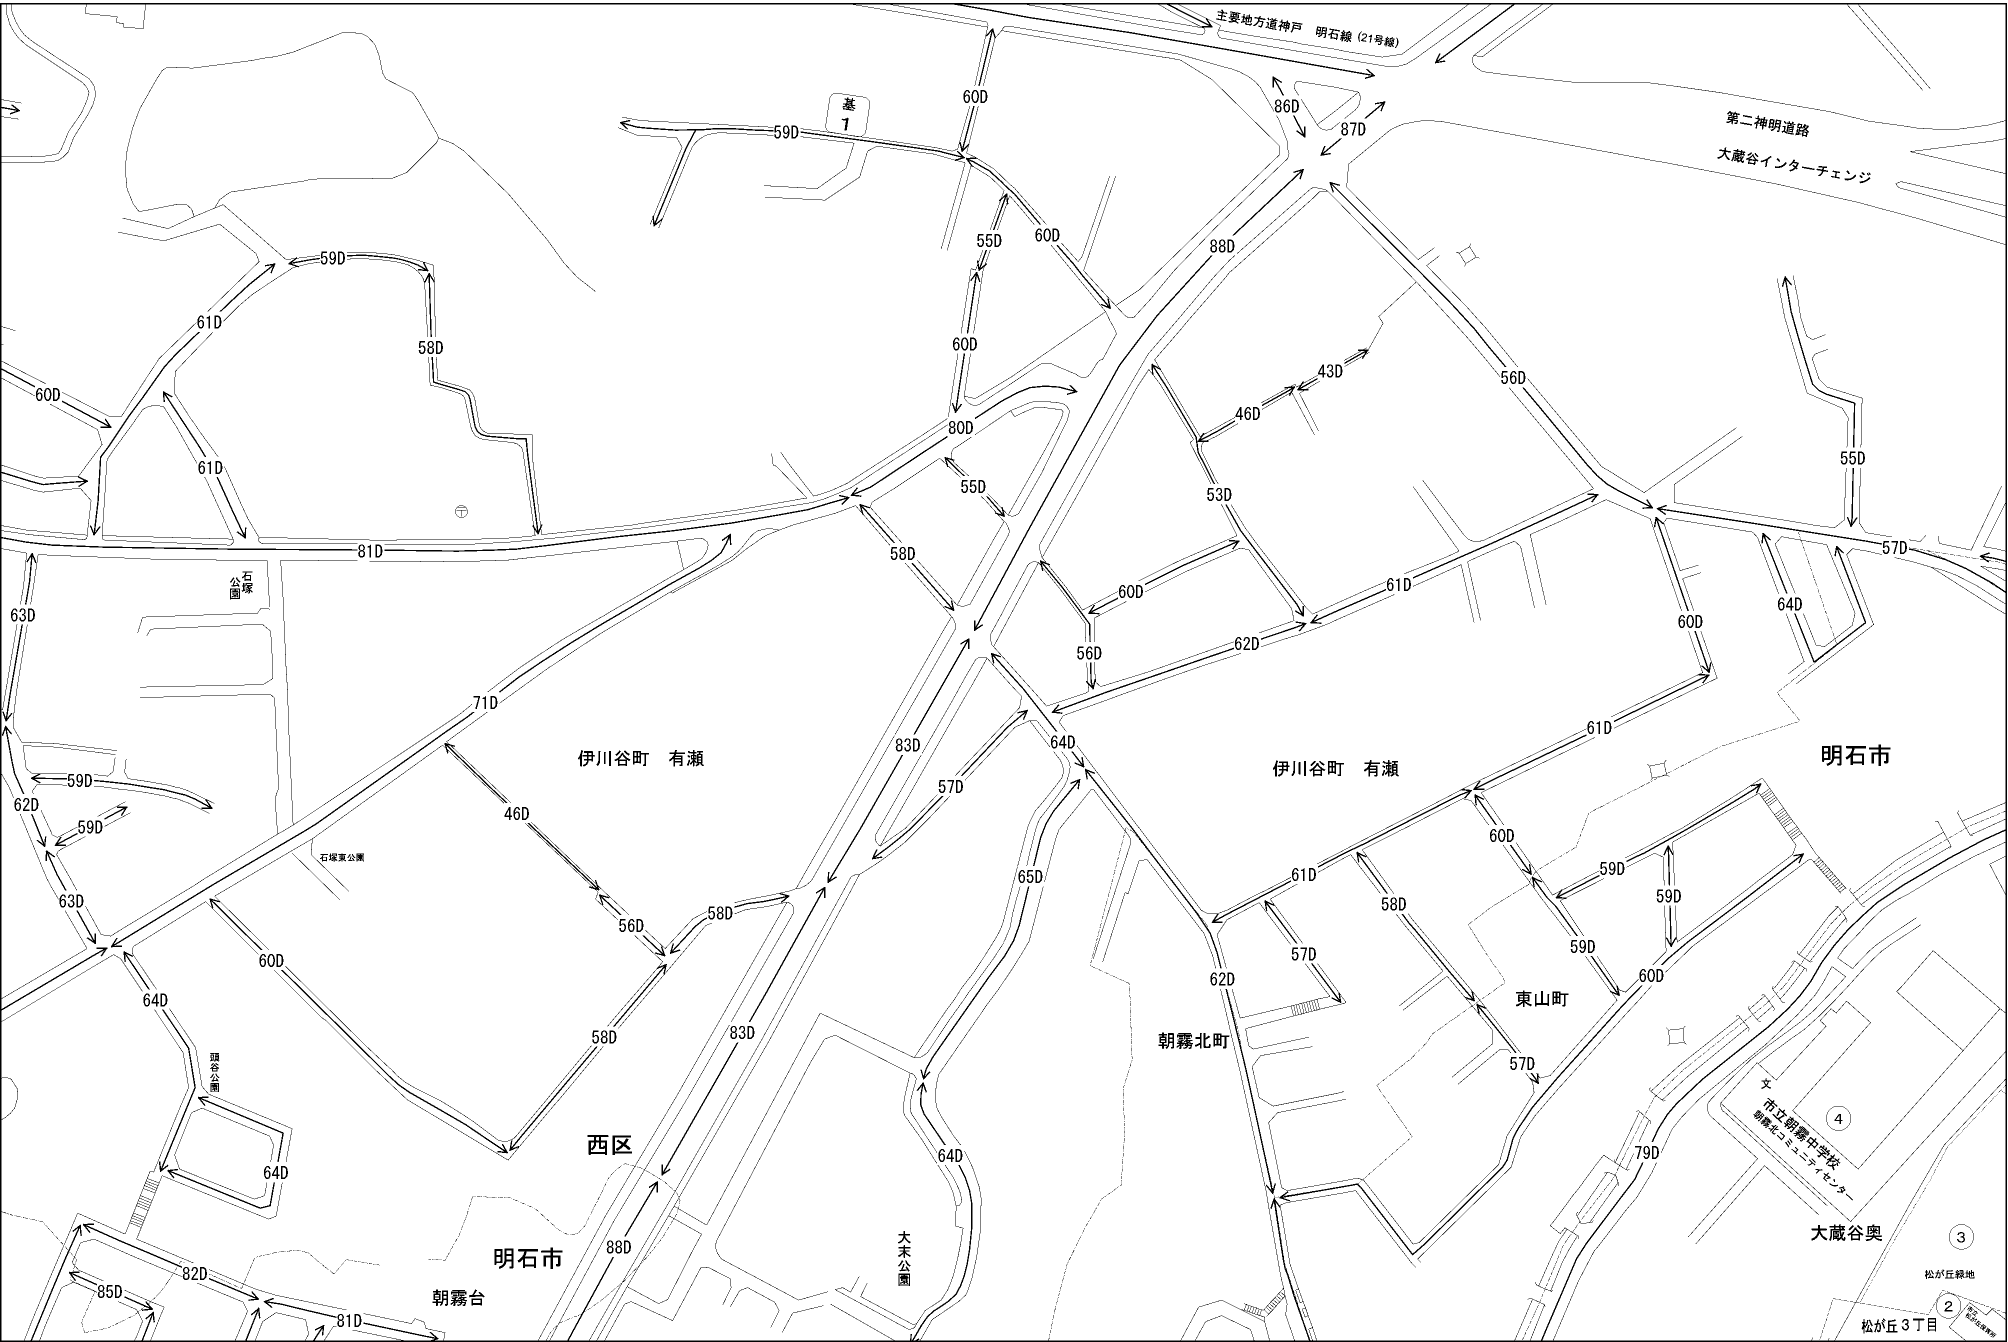 主要地方道神戸　明石線 (21号線)
60D
86D
基
1
87D
59D
第二神明道路
大蔵谷インターチェンジ
60D
55D
88D
59D
61D
60D
58D
43D
56D
60D
46D
80D
55D
61D
55D
53D
81D
58D
57D
石塚
公園
60D
61D
64D
63D
60D
62D
56D
71D
61D
64D
83D
伊川谷町　有瀬
伊川谷町　有瀬
明石市
59D
57D
62D
46D
59D
60D
石塚東公園
61D
65D
59D
63D
58D
58D
59D
56D
59D
57D
60D
62D
60D
64D
東山町
83D
58D
朝霧北町
頭谷公園
57D
文
市立朝霧中学校
朝霧北コミュニティセンター
4
西区
64D
64D
79D
大蔵谷奥
3
大末公園
88D
明石市
82D
松が丘緑地
85D
朝霧台
2
81D
松が丘３丁目